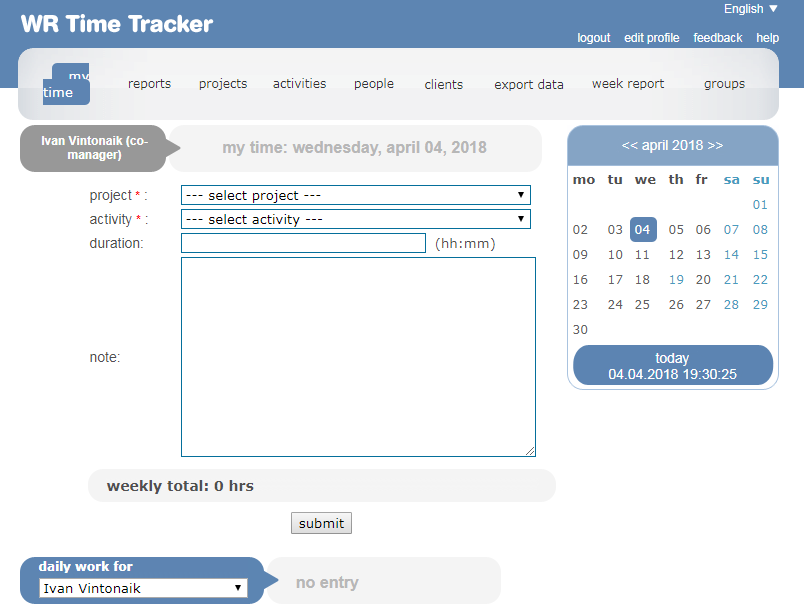 English ▼
WR Time Tracker
logout edit profile feedback help
my time
reports projects activities people clients export data week report groups
Ivan Vintonaik (co-
manager)
my time: wednesday, april 04, 2018
<< april 2018 >>
mo tu we th fr sa su
01
02 03 04 05 06 07 08
09 10 11 12 13 14 15
16 17 18 19 20 21 22
23 24 25 26 27 28 29
30
today
04.04.2018 19:30:25
project * : --- select project ---
activity * : --- select activity ---
duration: (hh:mm)
note:
weekly total: 0 hrs
submit
daily work for
Ivan Vintonaik
no entry